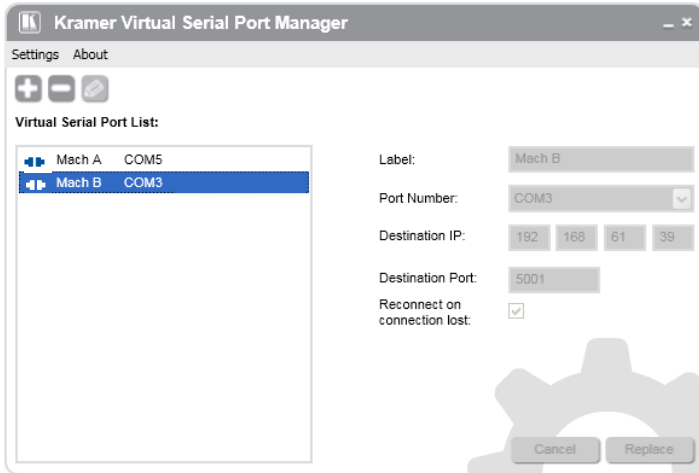 Kramer Virtual Serial Port Manager
Settings About
Virtual Serial Port List:
Mach A COM5
Mach B COM3
Label: Mach B
Port Number: COM3
Destination IP: 192 168 61 39
Destination Port: 5001
Reconnect on
connection lost:
Cancel Replace